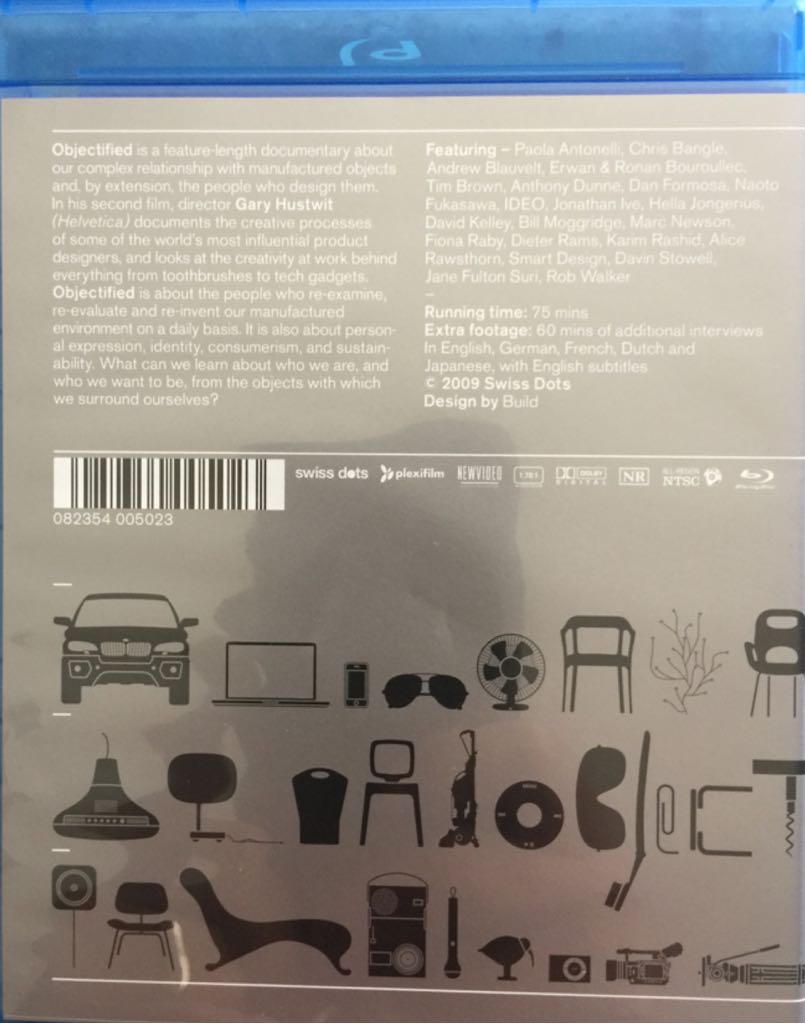 Objectified is a feature-length documentary about
our complex relationship with manufactured objects
and, by extension, the people who design them.
In his second film, director Gary Hustwit
(Helvetica) documents the creative processes
of some of the world's most influential product
designers, and looks at the creativity at work behind
everything from toothbrushes to tech gadgets.
Objectified is about the people who re-examine,
re-evaluate and re-invent our manufactured
environment on a daily basis. It is also about person-
al expression, identity, consumerism, and sustain-
ability. What can we learn about who we are, and
who we want to be, from the objects with which
we surround ourselves?
Featuring – Paola Antonelli, Chris Bangle,
Andrew Blauvelt, Erwan & Ronan Bouroullec,
Tim Brown, Anthony Dunne, Dan Formosa, Naoto
Fukasawa, IDEO, Jonathan Ive, Hella Jongerius,
David Kelley, Bill Moggridge, Marc Newson,
Fiona Raby, Dieter Rams, Karim Rashid, Alice
Rawsthorn, Smart Design, Davin Stowell,
Jane Fulton Suri, Rob Walker
–
Running time: 75 mins
Extra footage: 60 mins of additional interviews
In English, German, French, Dutch and
Japanese, with English subtitles
© 2009 Swiss Dots
Design by Build
swiss dots plexifilm NEWVIDEO 1.78:1 DOLBY DIGITAL NR ALL-REGION NTSC
082354 005023